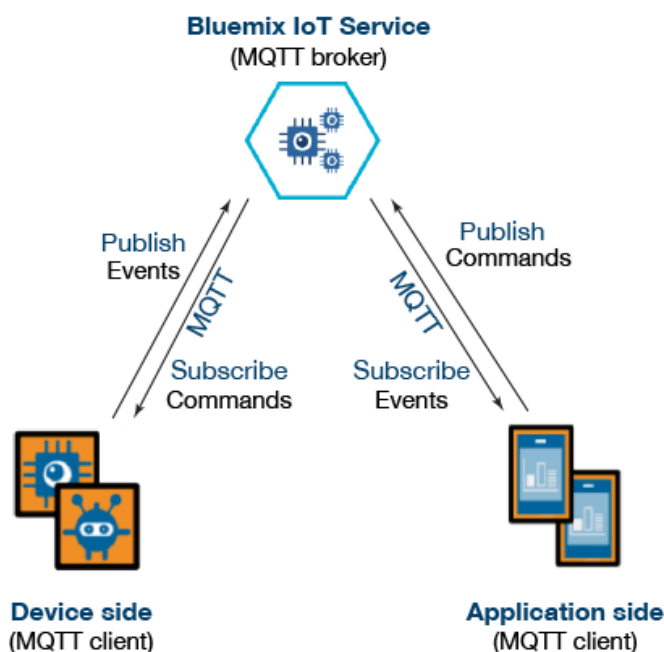 Bluemix IoT Service
(MQTT broker)
Publish
Events
MQTT
Subscribe
Commands
Publish
Commands
MQTT
Subscribe
Events
Device side
(MQTT client)
Application side
(MQTT client)